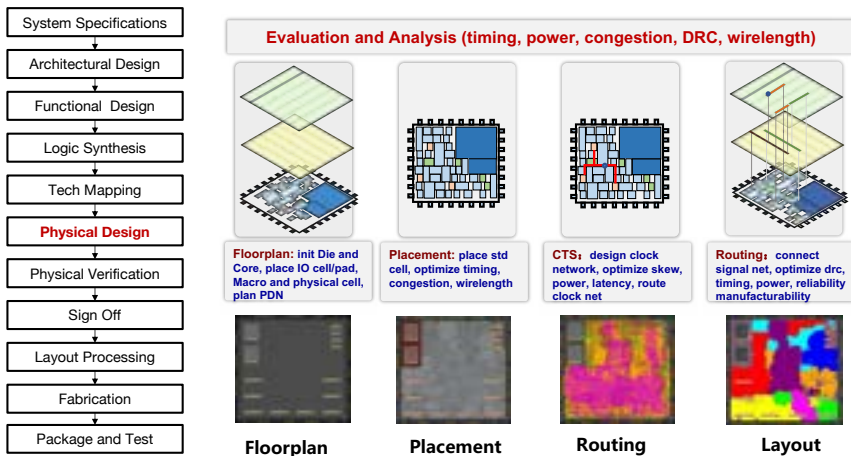 System Specifications
Architectural Design
Functional Design
Logic Synthesis
Tech Mapping
Physical Design
Physical Verification
Sign Off
Layout Processing
Fabrication
Package and Test
Evaluation and Analysis (timing, power, congestion, DRC, wirelength)
Floorplan: init Die and
Core, place IO cell/pad,
Macro and physical cell,
plan PDN
Placement: place std
cell, optimize timing,
congestion, wirelength
CTS：design clock
network, optimize skew,
power, latency, route
clock net
Routing：connect
signal net, optimize drc,
timing, power, reliability
manufacturability
Floorplan
Placement
Routing
Layout